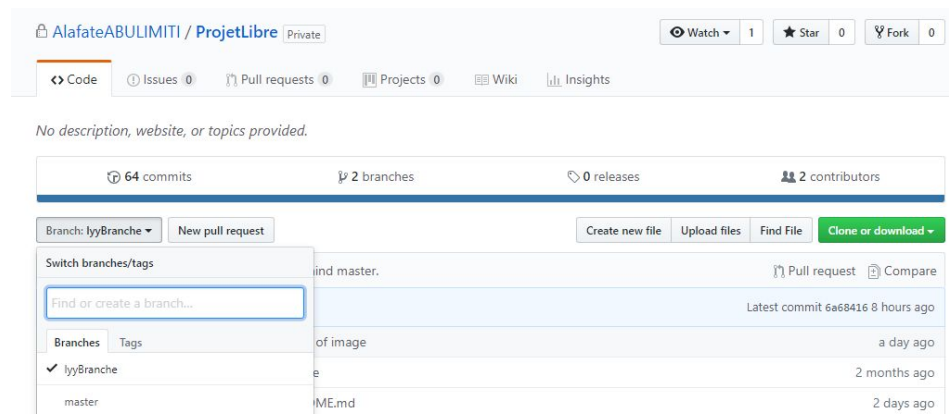 AlafateABULIMITI / ProjetLibre Private
Watch 1 Star 0 Fork 0
Code Issues 0 Pull requests 0 Projects 0 Wiki Insights
No description, website, or topics provided.
64 commits 2 branches 0 releases 2 contributors
Branch: lyyBranche New pull request Create new file Upload files Find File Clone or download
Switch branches/tags
ind master. Pull request Compare
Find or create a branch...
Latest commit 6a68416 8 hours ago
Branches Tags
of image a day ago
lyyBranche
e 2 months ago
master
ME.md 2 days ago